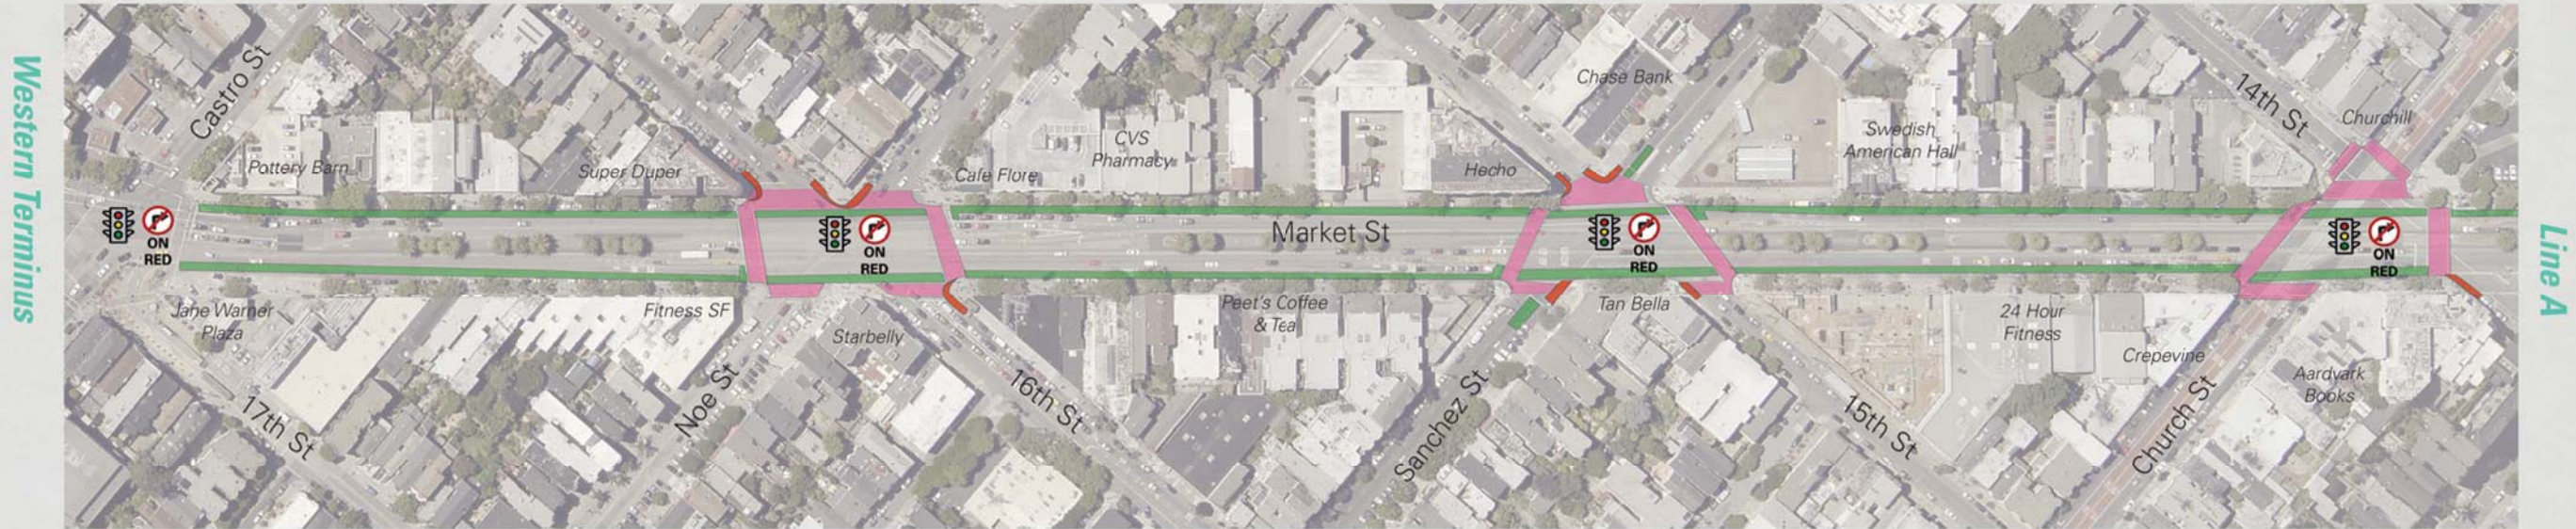 Western Terminus
Castro St
Pottery Barn
Super Duper
ON
RED
Jane Warner
Plaza
17th St
Fitness SF
Noe St
ON
RED
Starbelly
Cafe Flore
CVS
Pharmacy
16th St
Market St
Peet's Coffee
& Tea
Hecho
Chase Bank
Sanchez St
ON
RED
Tan Bella
Swedish
American Hall
15th St
24 Hour
Fitness
Crepevine
Church St
14th St
Churchill
ON
RED
Aardvark
Books
Line A